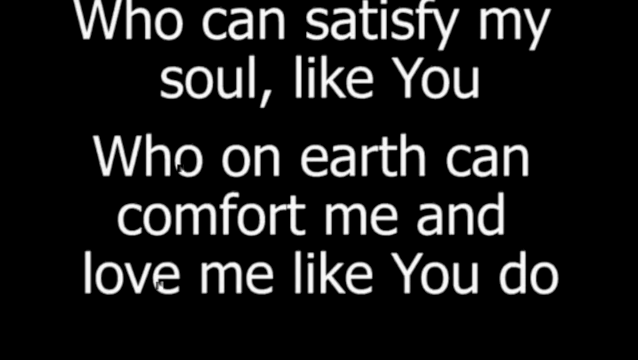 Who can satisfy my
soul, like You
Who on earth can
comfort me and
love me like You do